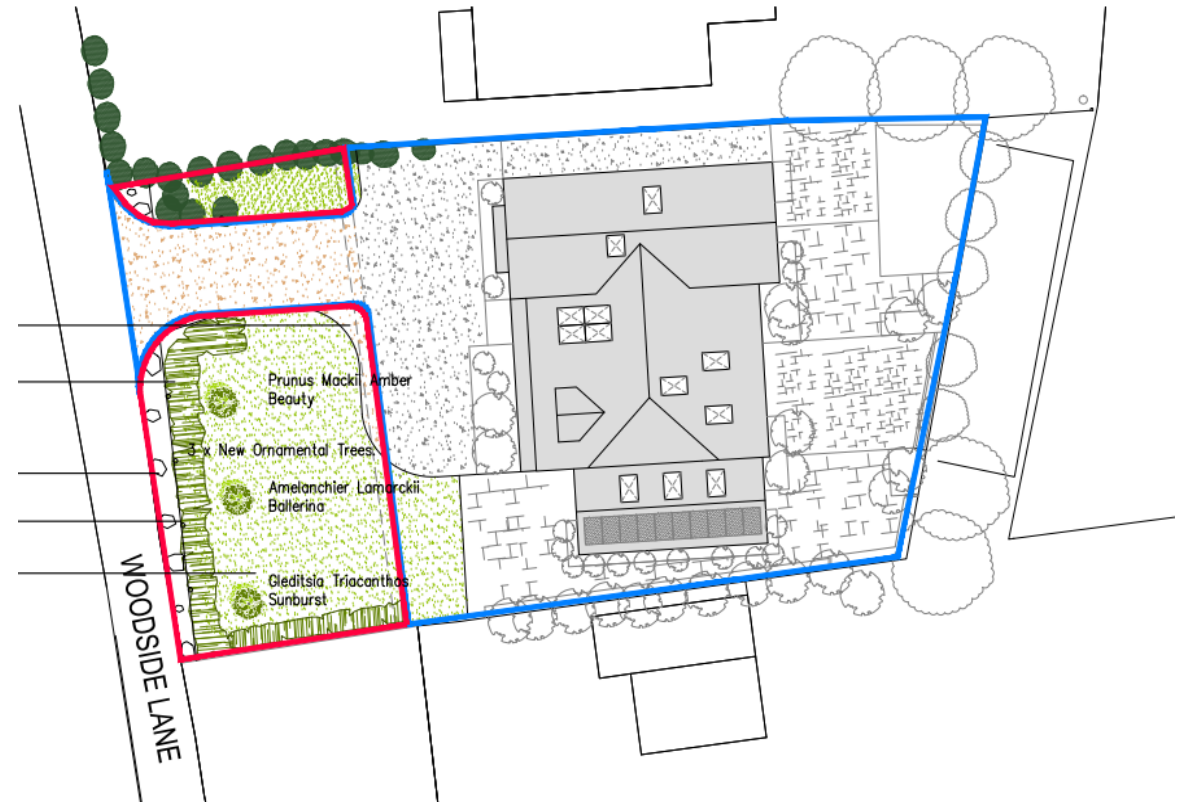 Prunus Mackii Amber
Beauty
3 x New Ornamental Trees.
Amelanchier Lamarckii
Ballerina
Gleditsia Triacanthos
Sunburst
WOODSIDE LANE